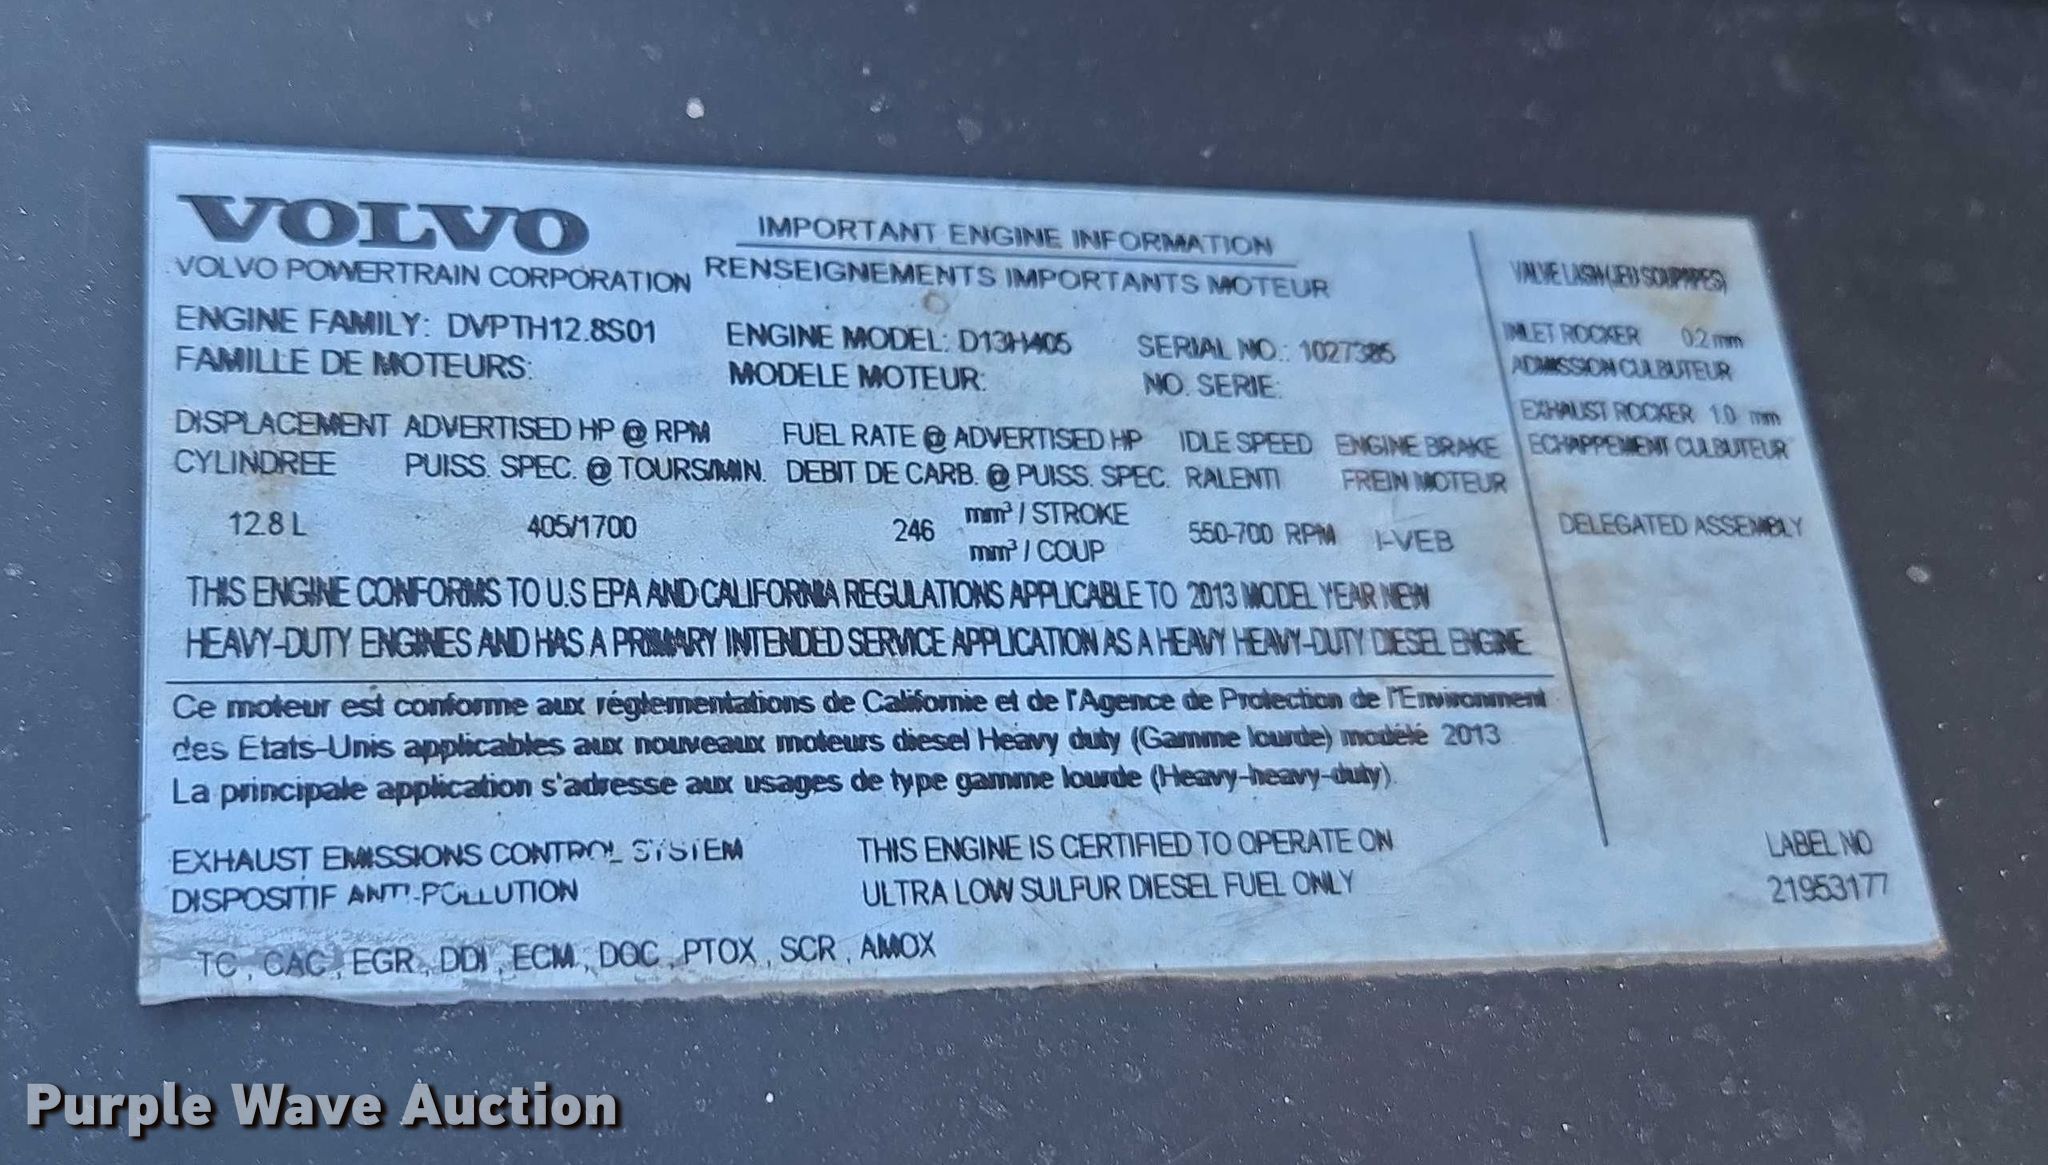 VOLVO
VOLVO POWERTRAIN CORPORATION
IMPORTANT ENGINE INFORMATION
RENSEIGNEMENTS IMPORTANTS MOTEUR
ENGINE FAMILY: DVPTH12.8S01
FAMILLE DE MOTEURS:
ENGINE MODEL: D13H405
MODELE MOTEUR:
SERIAL NO.: 1027385
NO. SERIE:
DISPLACEMENT ADVERTISED HP @ RPM FUEL RATE @ ADVERTISED HP IDLE SPEED ENGINE BRAKE
CYLINDREE PUISS. SPEC. @ TOURS/MIN. DEBIT DE CARB. @ PUISS. SPEC. RALENTI FREIN MOTEUR
12.8 L 405/1700 246 mm³ / STROKE 550-700 RPM I-VEB
mm³ / COUP
THIS ENGINE CONFORMS TO U.S EPA AND CALIFORNIA REGULATIONS APPLICABLE TO 2013 MODEL YEAR NEW
HEAVY-DUTY ENGINES AND HAS A PRIMARY INTENDED SERVICE APPLICATION AS A HEAVY HEAVY-DUTY DIESEL ENGINE
Ce moteur est conforme aux réglementations de Californie et de l'Agence de Protection de l'Environment
des Etats-Unis applicables aux nouveaux moteurs diesel Heavy duty (Gamme lourde) modélé 2013
La principale application s'adresse aux usages de type gamme lourde (Heavy-heavy-duty).
EXHAUST EMISSIONS CONTROL SYSTEM
DISPOSITIF ANTI-POLLUTION
TC, CAC, EGR, DDI, ECM, DOC, PTOX, SCR, AMOX
THIS ENGINE IS CERTIFIED TO OPERATE ON
ULTRA LOW SULFUR DIESEL FUEL ONLY
VALVE LASH (JEU SOUPAPES)
INLET ROCKER 0.2 mm
ADMISSION CULBUTEUR
EXHAUST ROCKER 1.0 mm
ECHAPPEMENT CULBUTEUR
DELEGATED ASSEMBLY
LABEL NO
21953177
Purple Wave Auction